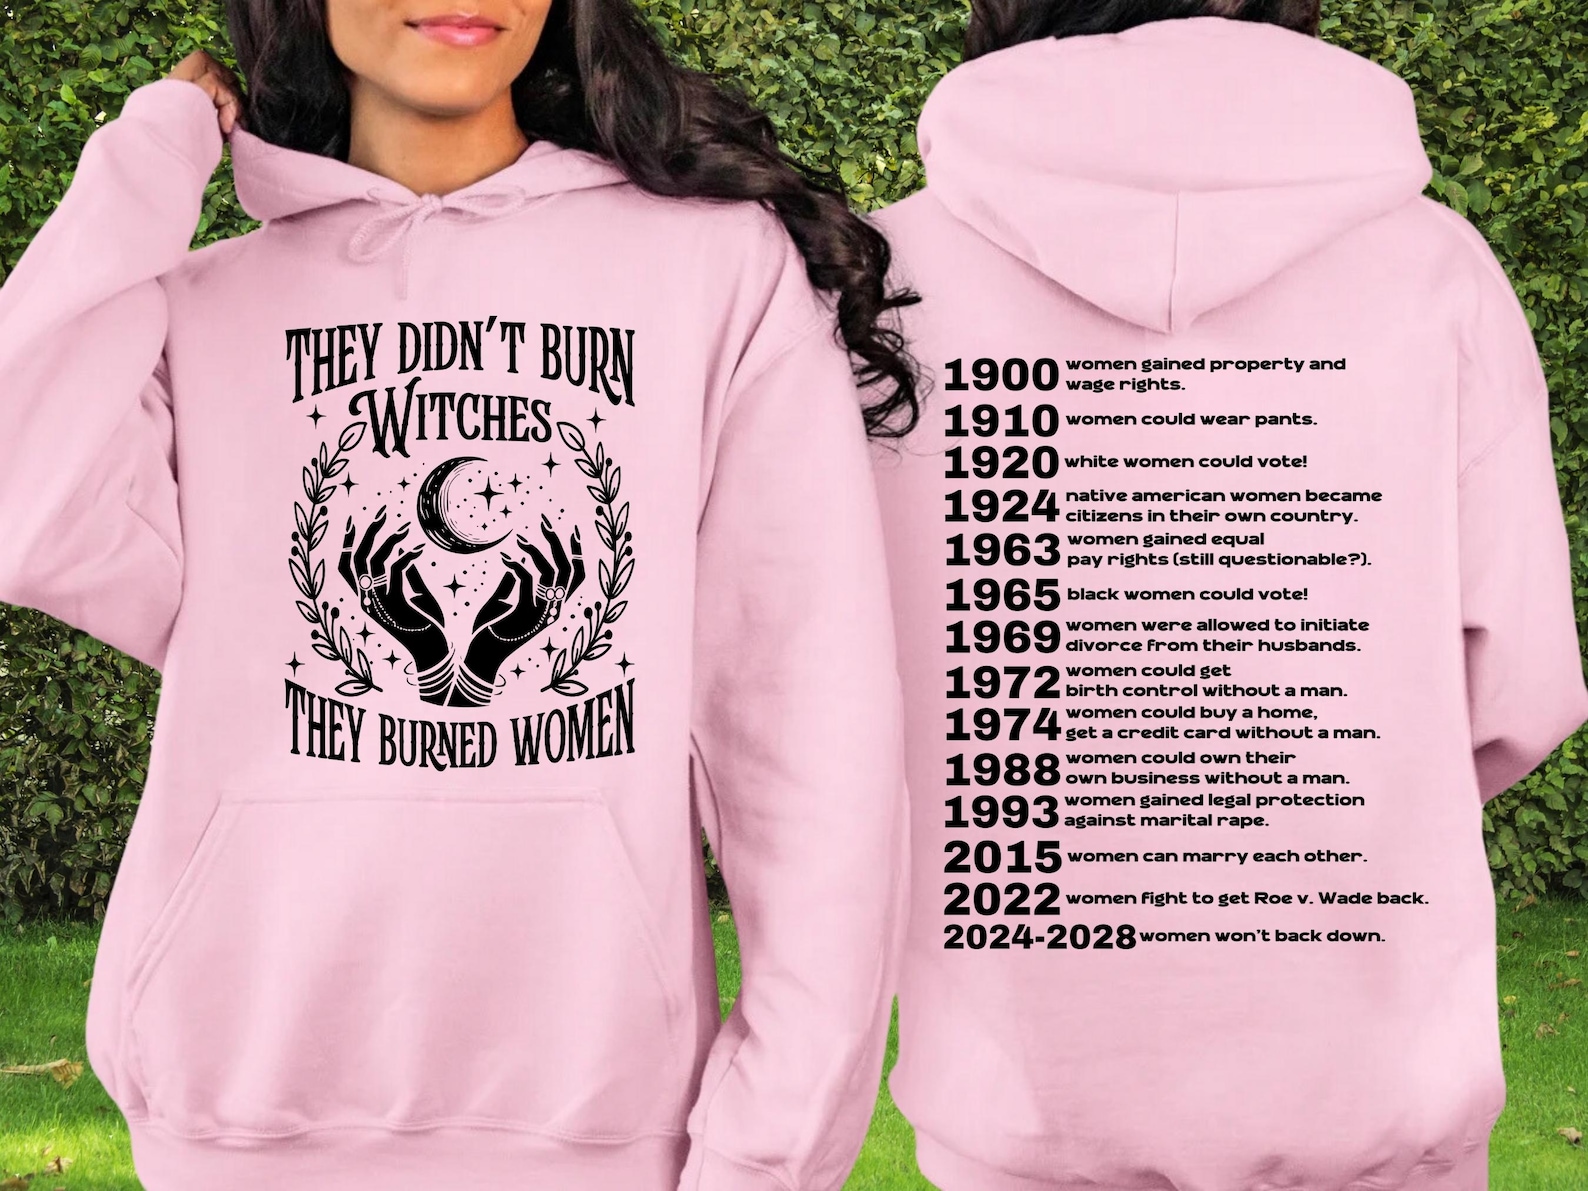 THEY DIDN'T BURN
WITCHES
THEY BURNED WOMEN
1900 women gained property and
wage rights.
1910 women could wear pants.
1920 white women could vote!
1924 native american women became
citizens in their own country.
1963 women gained equal
pay rights (still questionable?).
1965 black women could vote!
1969 women were allowed to initiate
divorce from their husbands.
1972 women could get
birth control without a man.
1974 women could buy a home,
get a credit card without a man.
1988 women could own their
own business without a man.
1993 women gained legal protection
against marital rape.
2015 women can marry each other.
2022 women fight to get Roe v. Wade back.
2024-2028 women won't back down.